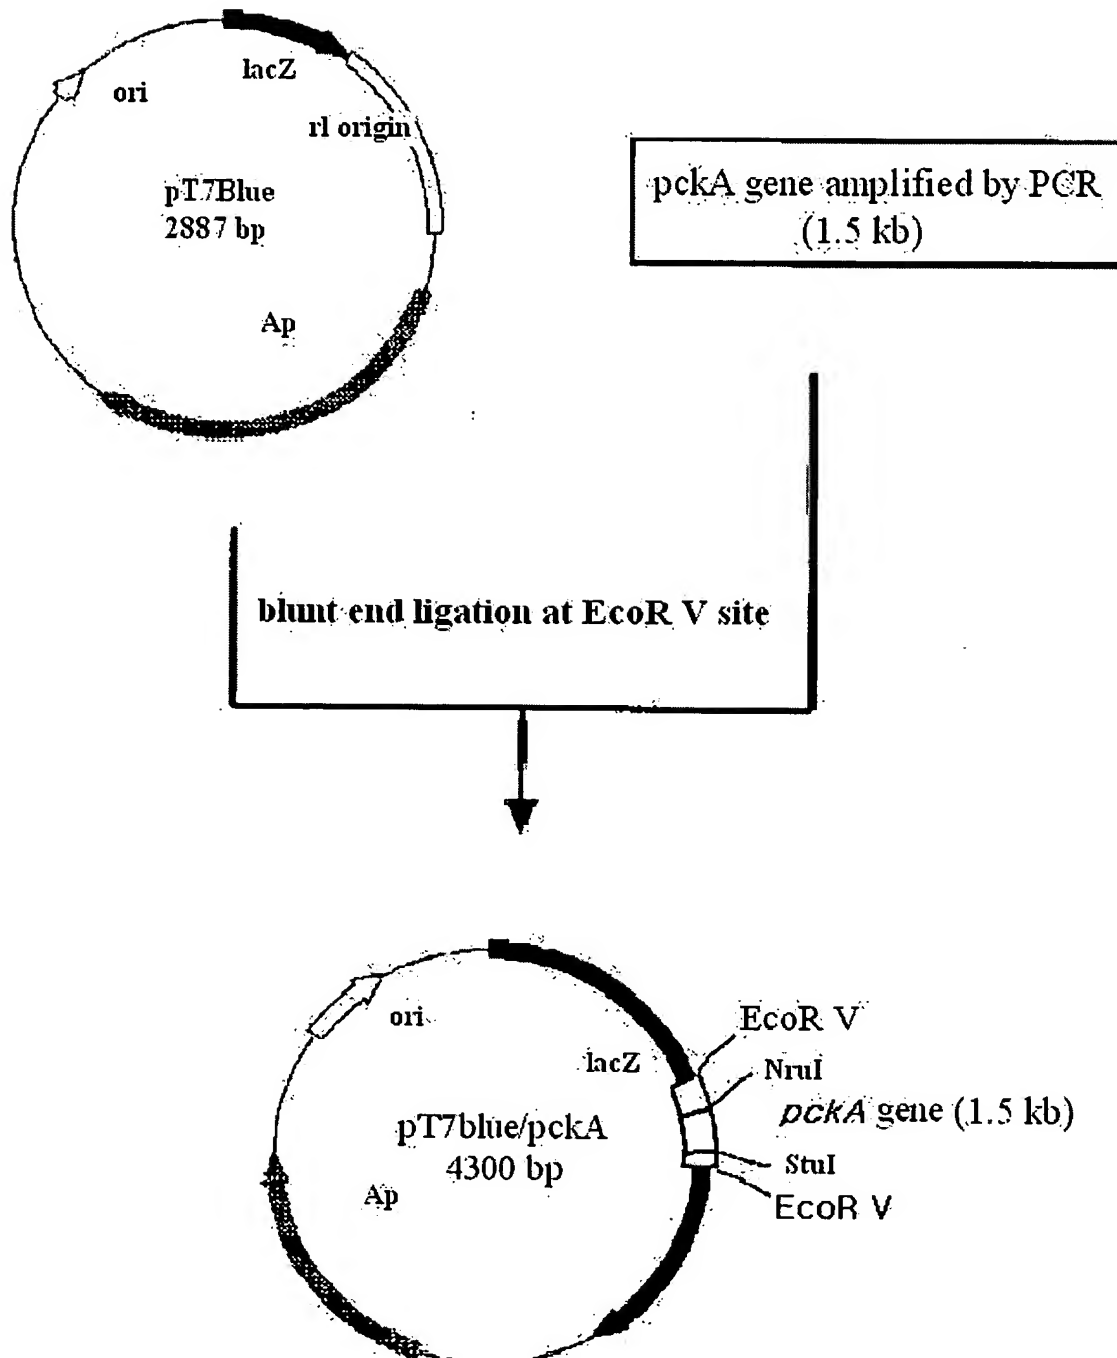 lacZ
ori
rl origin
pT7Blue
2887 bp
Ap
pckA gene amplified by PCR
(1.5 kb)
blunt end ligation at EcoR V site
ori
EcoR V
lacZ
NruI
pckA gene (1.5 kb)
pT7blue/pckA
4300 bp
StuI
Ap
EcoR V